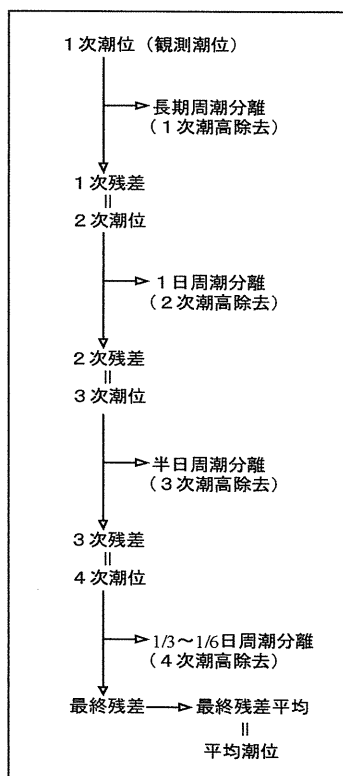 1次潮位（観測潮位）
長期周潮分離
（1次潮高除去）
1次残差
॥
2次潮位
1日周潮分離
（2次潮高除去）
2次残差
॥
3次潮位
半日周潮分離
（3次潮高除去）
3次残差
॥
4次潮位
1/3～1/6日周潮分離
（4次潮高除去）
最終残差
最終残差平均
॥
平均潮位